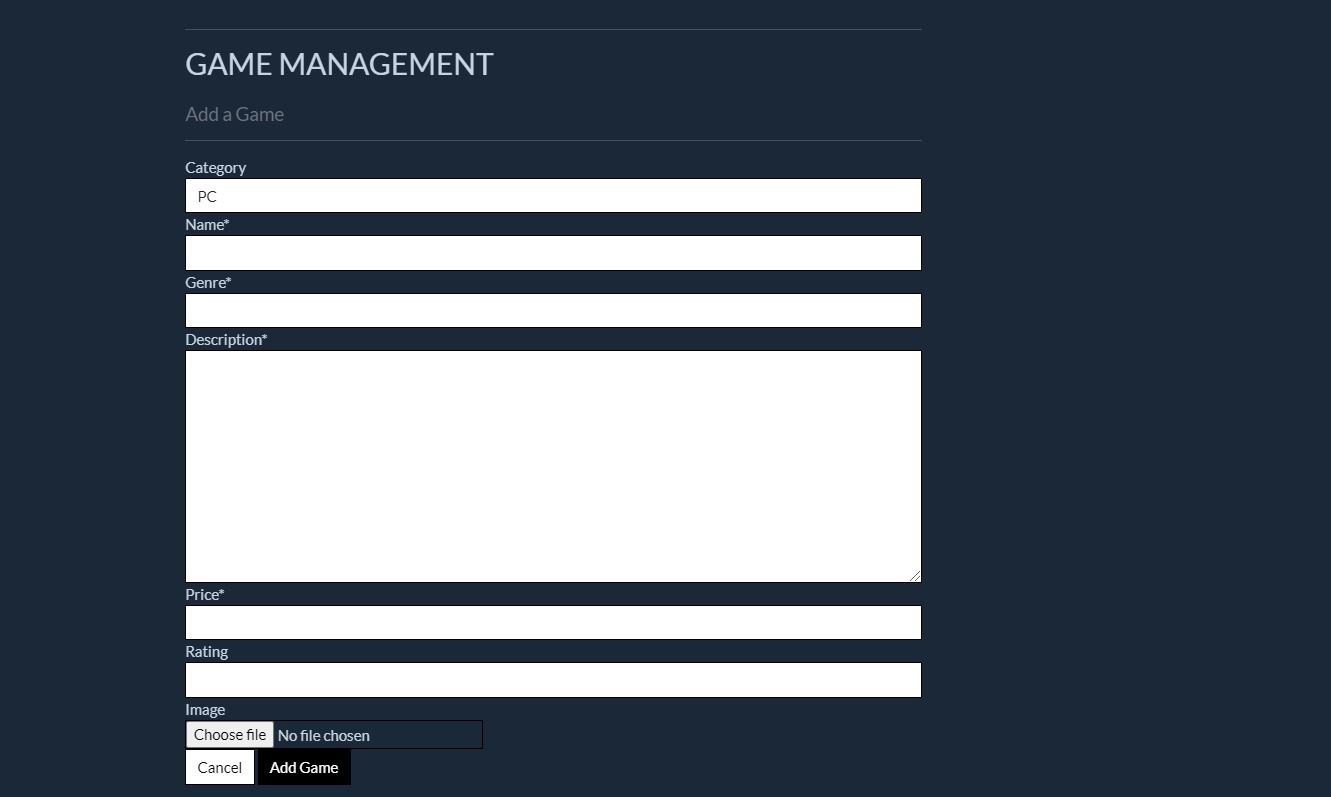 GAME MANAGEMENT
Add a Game
Category
PC
Name*
Genre*
Description*
Price*
Rating
Image
Choose file No file chosen
Cancel Add Game